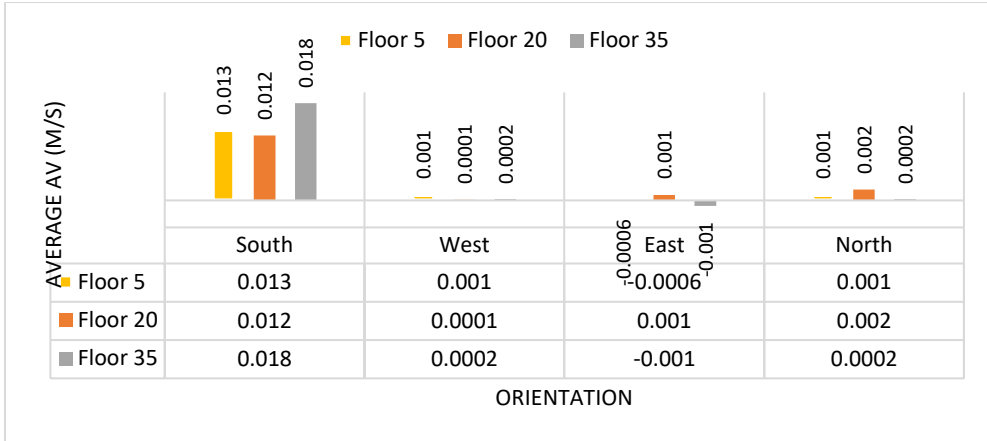 Floor 5 Floor 20 Floor 35
AVERAGE AV (M/S)
0.013 0.012 0.018 0.001 0.0001 0.0002 -0.0006 0.001 -0.001 0.001 0.002 0.0002
South West East North
Floor 5 0.013 0.001 -0.0006 0.001
Floor 20 0.012 0.0001 0.001 0.002
Floor 35 0.018 0.0002 -0.001 0.0002
ORIENTATION